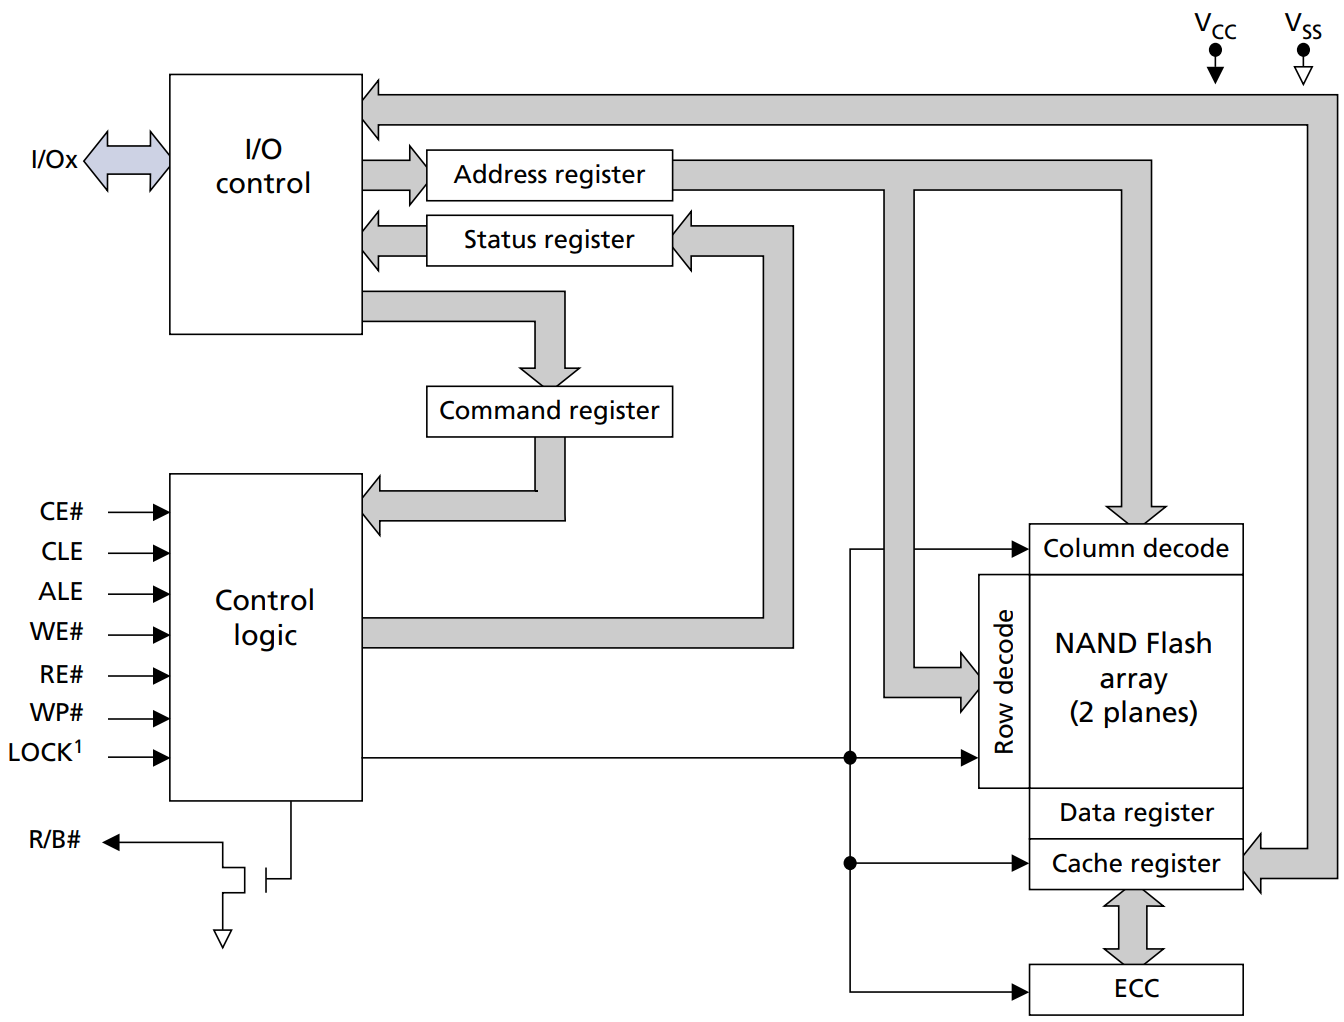 VCC
VSS
I/Ox
I/O
control
Address register
Status register
Command register
CE#
CLE
ALE
WE#
RE#
WP#
LOCK1
R/B#
Control
logic
Column decode
Row decode
NAND Flash
array
(2 planes)
Data register
Cache register
ECC